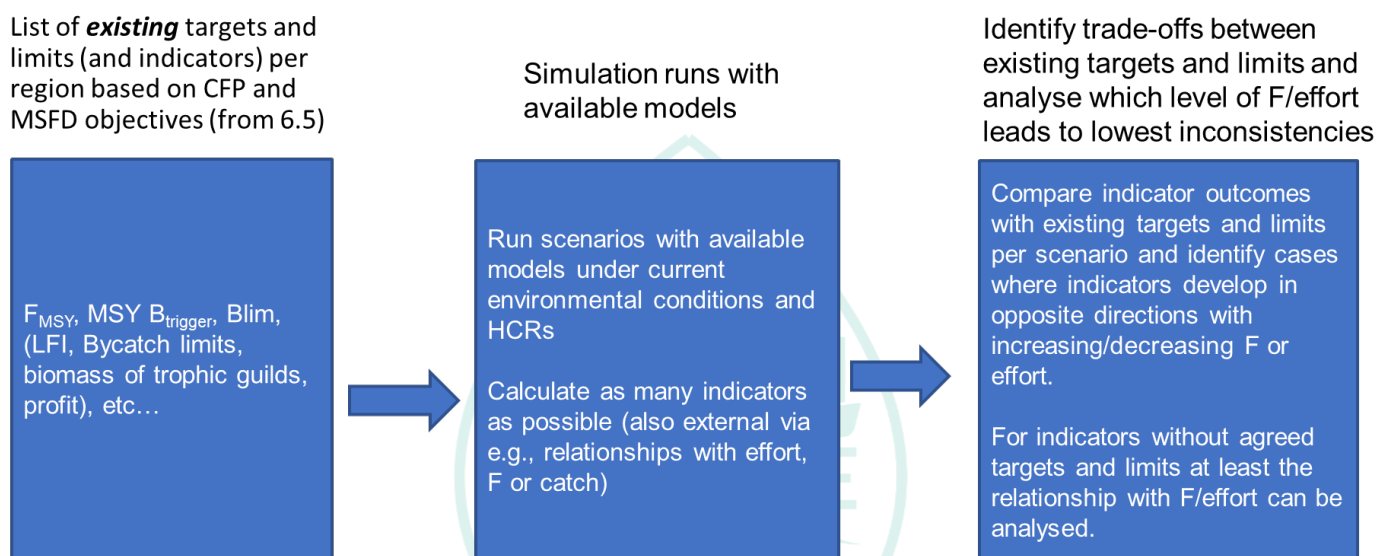 List of existing targets and
limits (and indicators) per
region based on CFP and
MSFD objectives (from 6.5)
FMSY, MSY Btrigger, Blim,
(LFI, Bycatch limits,
biomass of trophic guilds,
profit), etc…
Simulation runs with
available models
Run scenarios with available
models under current
environmental conditions and
HCRs
Calculate as many indicators
as possible (also external via
e.g., relationships with effort,
F or catch)
Identify trade-offs between
existing targets and limits and
analyse which level of F/effort
leads to lowest inconsistencies
Compare indicator outcomes
with existing targets and limits
per scenario and identify cases
where indicators develop in
opposite directions with
increasing/decreasing F or
effort.
For indicators without agreed
targets and limits at least the
relationship with F/effort can be
analysed.